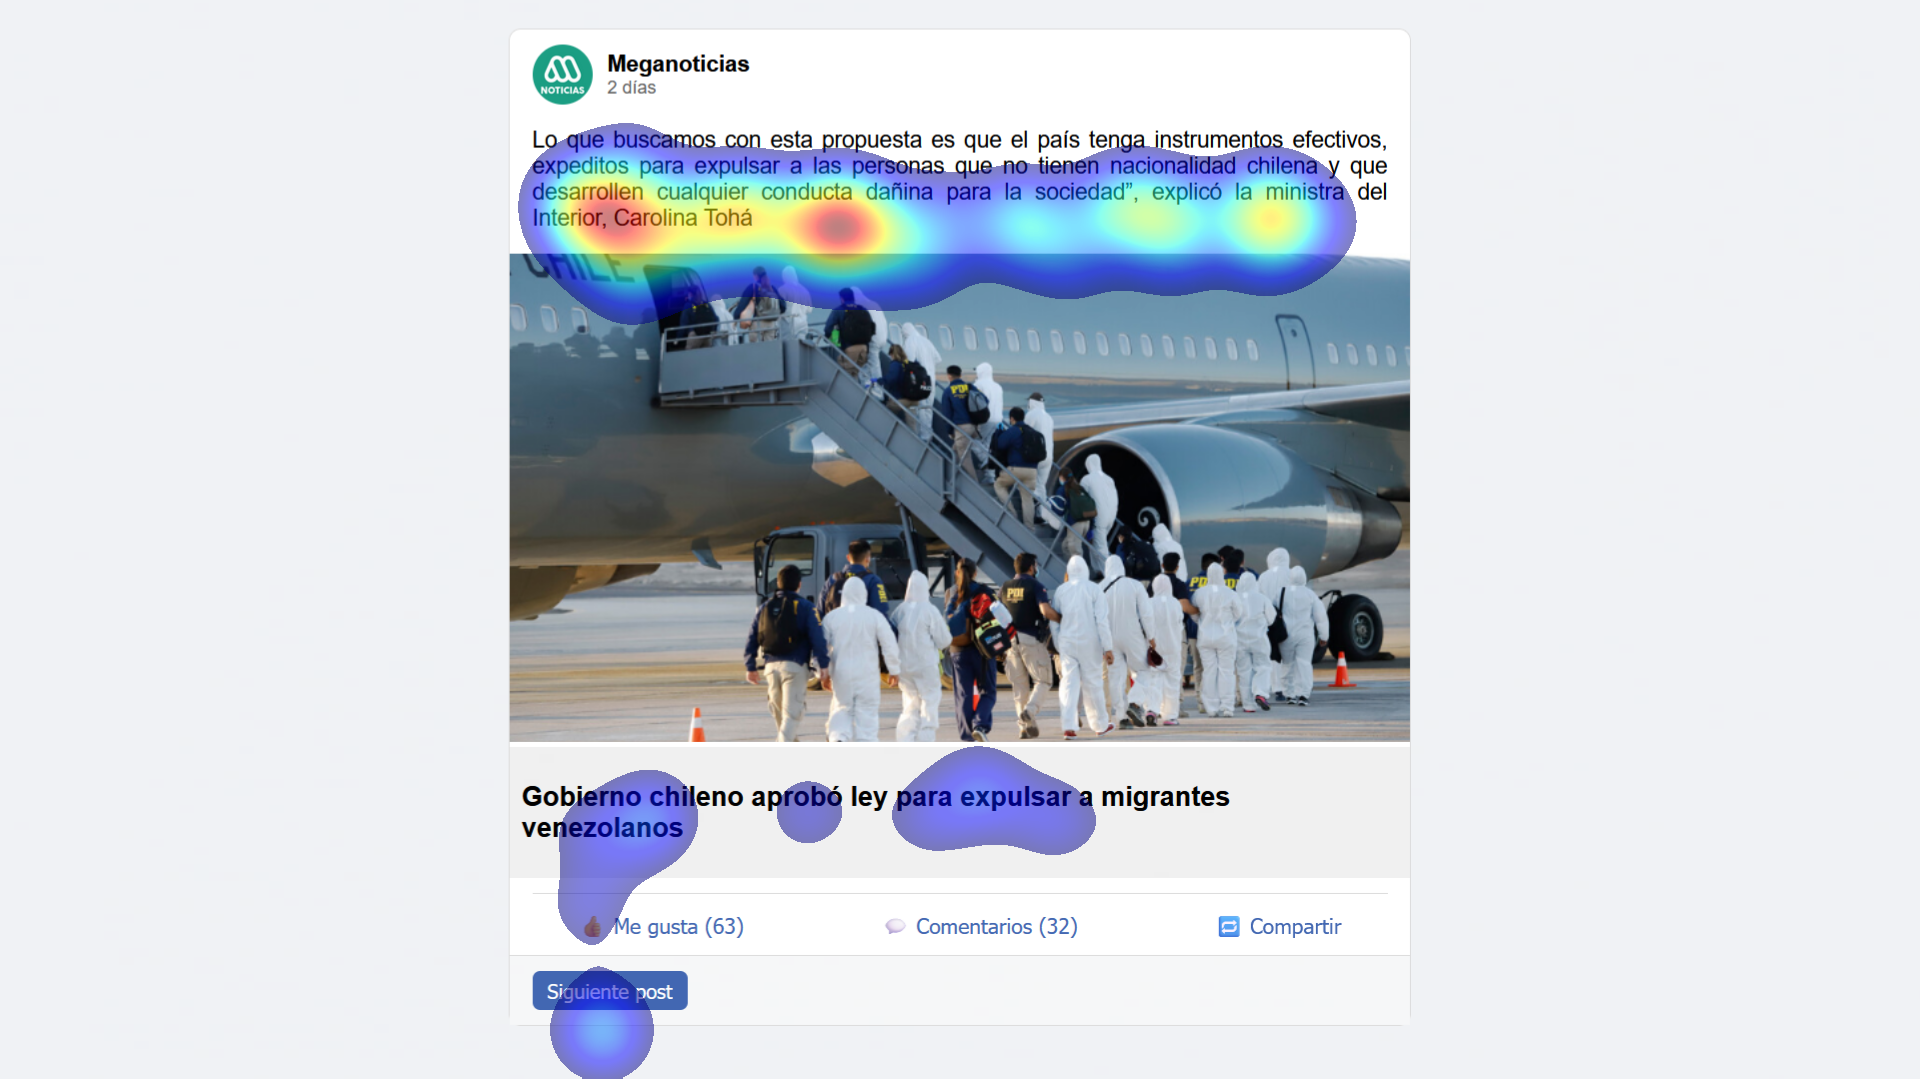 NOTICIAS
Meganoticias
2 días
Lo que buscamos con esta propuesta es que el país tenga instrumentos efectivos,
expeditos para expulsar a las personas que no tienen nacionalidad chilena y que
desarrollen cualquier conducta dañina para la sociedad”, explicó la ministra del
Interior, Carolina Tohá
CHILE
PDI
PDI
PDI
Gobierno chileno aprobó ley para expulsar a migrantes
venezolanos
Me gusta (63)
Comentarios (32)
Compartir
Siguiente post